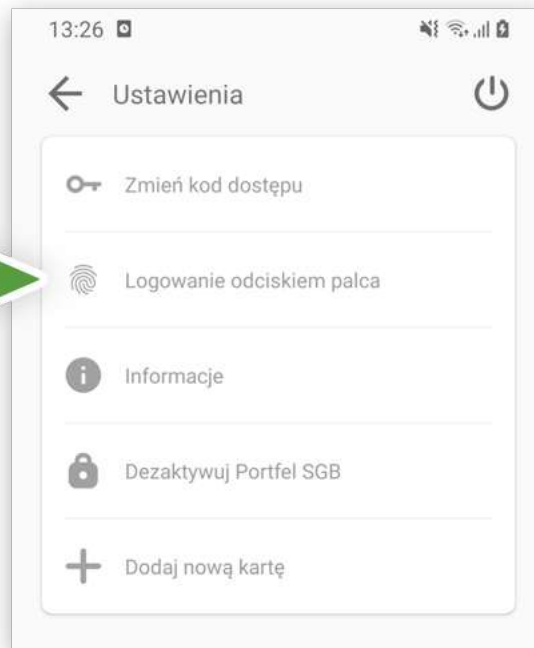 13:26
Ustawienia
Zmień kod dostępu
Logowanie odciskiem palca
Informacje
Dezaktywuj Portfel SGB
Dodaj nową kartę